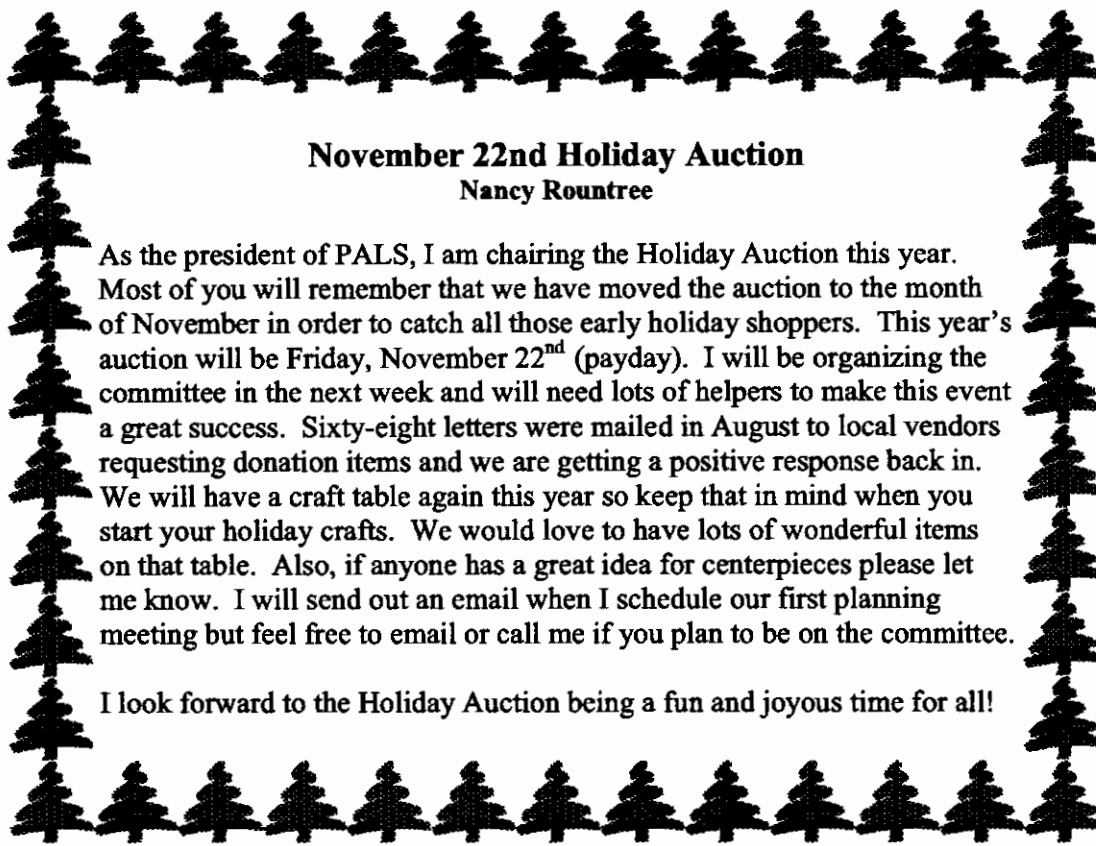 November 22nd Holiday Auction
Nancy Rountree
As the president of PALS, I am chairing the Holiday Auction this year.
Most of you will remember that we have moved the auction to the month
of November in order to catch all those early holiday shoppers. This year's
auction will be Friday, November 22nd (payday). I will be organizing the
committee in the next week and will need lots of helpers to make this event
a great success. Sixty-eight letters were mailed in August to local vendors
requesting donation items and we are getting a positive response back in.
We will have a craft table again this year so keep that in mind when you
start your holiday crafts. We would love to have lots of wonderful items
on that table. Also, if anyone has a great idea for centerpieces please let
me know. I will send out an email when I schedule our first planning
meeting but feel free to email or call me if you plan to be on the committee.
I look forward to the Holiday Auction being a fun and joyous time for all!